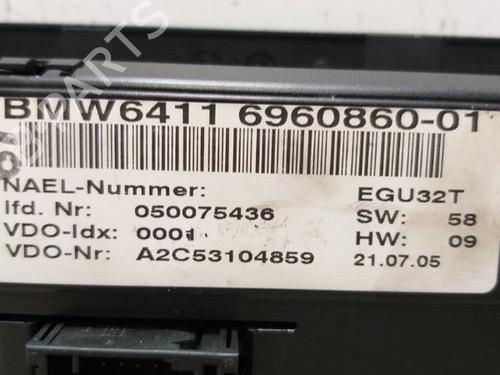 BMW6411 6960860-01
NAEL-Nummer: EGU32T
lfd. Nr: 050075436 SW: 58
VDO-Idx: 0001 HW: 09
VDO-Nr: A2C53104859 21.07.05